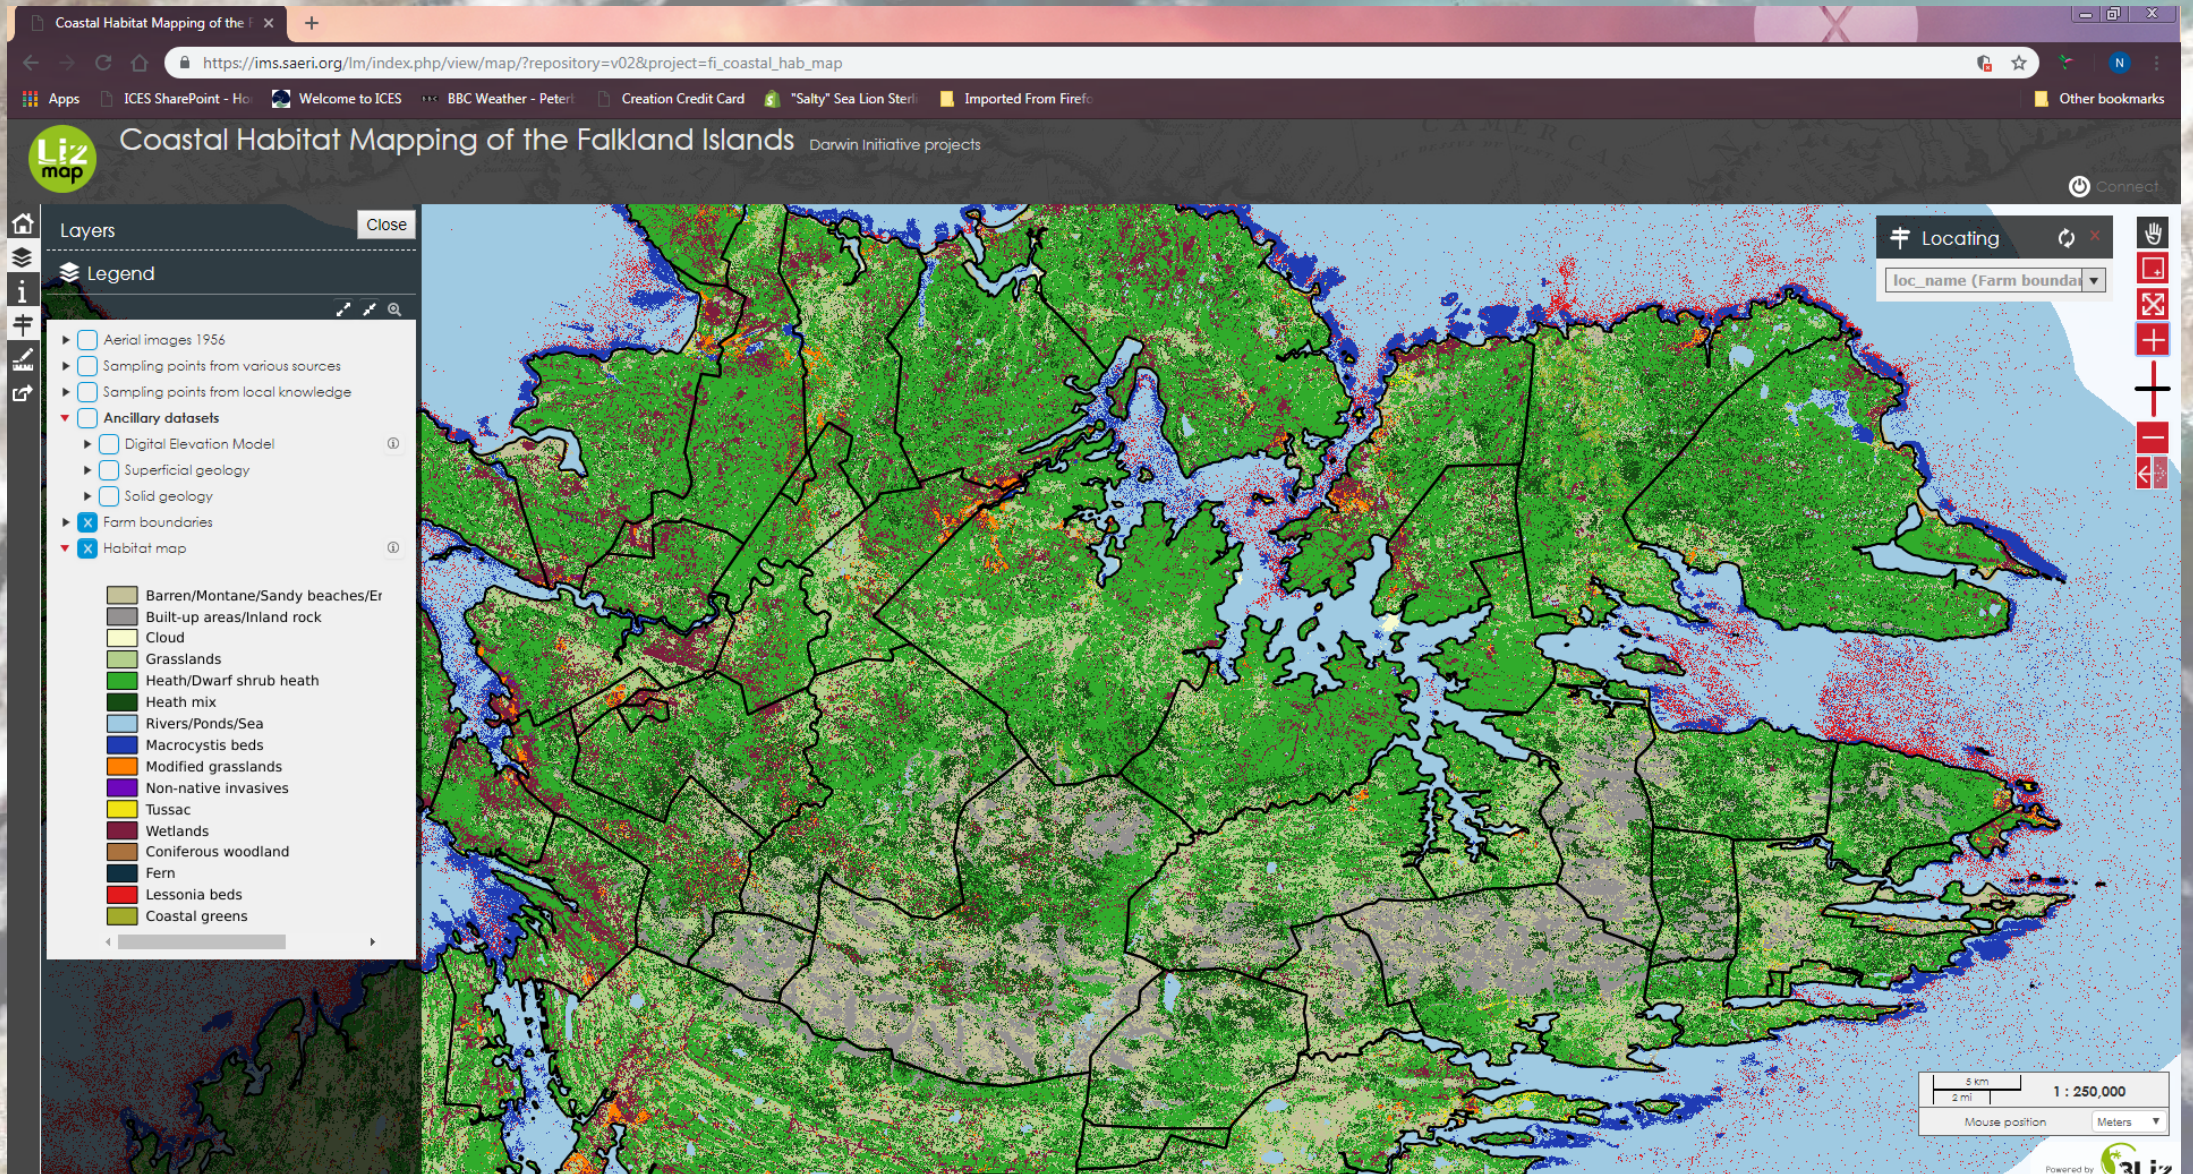 Coastal Habitat Mapping of the F
https://ims.saeri.org/lm/index.php/view/map/?repository=v02&project=fi_coastal_hab_map
N
Apps
ICES SharePoint - Ho
Welcome to ICES
BBC Weather - Peterl
Creation Credit Card
"Salty" Sea Lion Sterli
Imported From Firefo
Other bookmarks
Liz
map
Coastal Habitat Mapping of the Falkland Islands
Darwin Initiative projects
Connect
Layers
Close
Legend
Aerial images 1956
Sampling points from various sources
Sampling points from local knowledge
Ancillary datasets
Digital Elevation Model
Superficial geology
Solid geology
Farm boundaries
Habitat map
Barren/Montane/Sandy beaches/Er
Built-up areas/Inland rock
Cloud
Grasslands
Heath/Dwarf shrub heath
Heath mix
Rivers/Ponds/Sea
Macrocystis beds
Modified grasslands
Non-native invasives
Tussac
Wetlands
Coniferous woodland
Fern
Lessonia beds
Coastal greens
Locating
loc_name (Farm boundar
5 km
2 mi
1 : 250,000
Mouse position
Meters
Powered by
3Liz